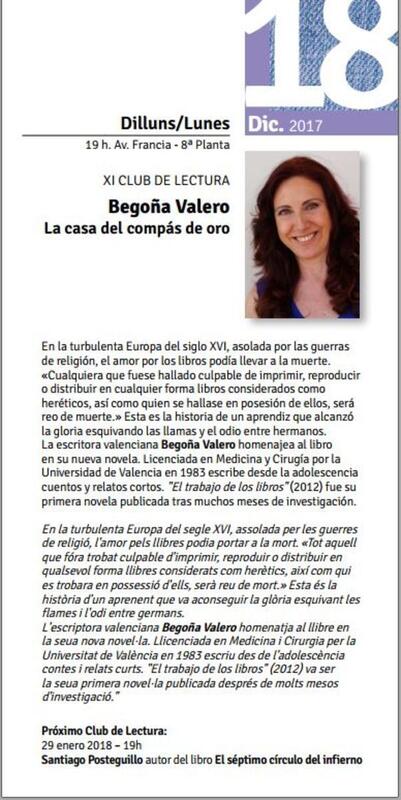 18
Dilluns/Lunes
Dic. 2017
19 h. Av. Francia - 8ª Planta
XI CLUB DE LECTURA
Begoña Valero
La casa del compás de oro
En la turbulenta Europa del siglo XVI, asolada por las guerras
de religión, el amor por los libros podía llevar a la muerte.
«Cualquiera que fuese hallado culpable de imprimir, reproducir
o distribuir en cualquier forma libros considerados como
heréticos, así como quien se hallase en posesión de ellos, será
reo de muerte.» Esta es la historia de un aprendiz que alcanzó
la gloria esquivando las llamas y el odio entre hermanos.
La escritora valenciana Begoña Valero homenajea al libro
en su nueva novela. Licenciada en Medicina y Cirugía por la
Universidad de Valencia en 1983 escribe desde la adolescencia
cuentos y relatos cortos. "El trabajo de los libros" (2012) fue su
primera novela publicada tras muchos meses de investigación.
En la turbulenta Europa del segle XVI, assolada per les guerres
de religió, l'amor pels llibres podia portar a la mort. «Tot aquell
que fóra trobat culpable d'imprimir, reproduir o distribuir en
qualsevol forma llibres considerats com herètics, així com qui
es trobara en possessió d'ells, serà reu de mort.» Esta és la
història d'un aprenent que va aconseguir la glòria esquivant les
flames i l'odi entre germans.
L'escriptora valenciana Begoña Valero homenatja al llibre en
la seua nova novel·la. Llicenciada en Medicina i Cirurgia per la
Universitat de València en 1983 escriu des de l'adolescència
contes i relats curts. "El trabajo de los libros" (2012) va ser
la seua primera novel·la publicada després de molts mesos
d'investigació."
Próximo Club de Lectura:
29 enero 2018 – 19h
Santiago Posteguillo autor del libro El séptimo círculo del infierno